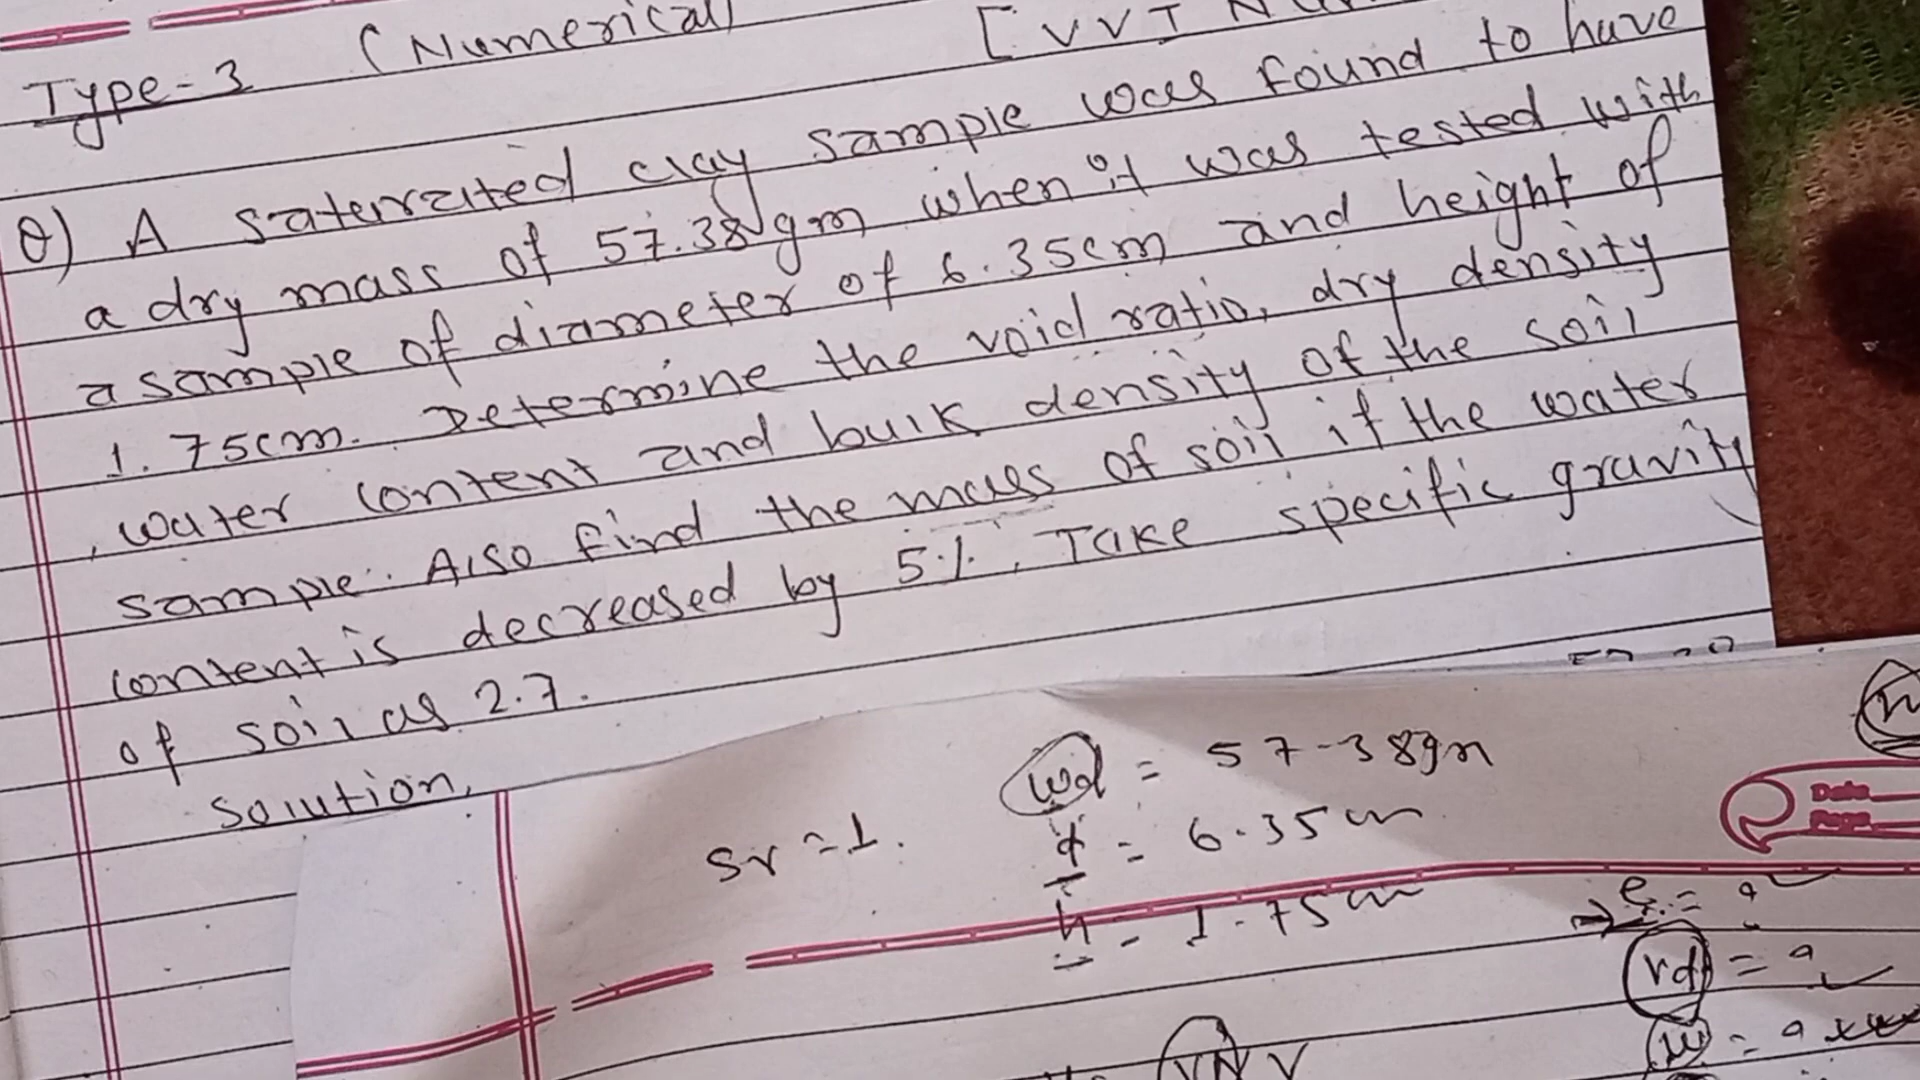 Type-3 (Numerical) [VVI
Q) A saterrated clay sample was found to have
a dry mass of 57.38 gm when it was tested with
a sample of diameter of 6.35cm and height of
1.75cm. Determine the void ratio, dry density
, water content and bulk density of the soil
sample. Also find the mass of soil if the water
content is decreased by 5%. Take specific gravity
of soil as 2.7.
Solution,
Sr = 1.
wd = 57.38gm
d = 6.35cm
h = 1.75cm
Date
Page
→ e = ?
rd = ?
w = ?